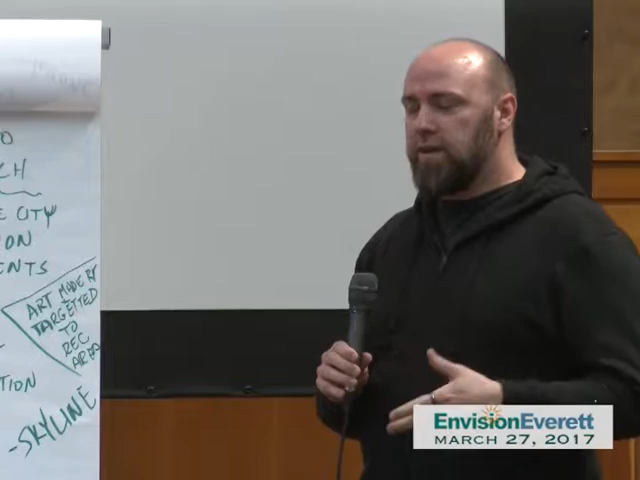 CH
E CITY
ON
ENTS
ART MADE BY
TARGETTED
TO
REC
AREAS
TION
-SKYLINE
EnvisionEverett
MARCH 27, 2017